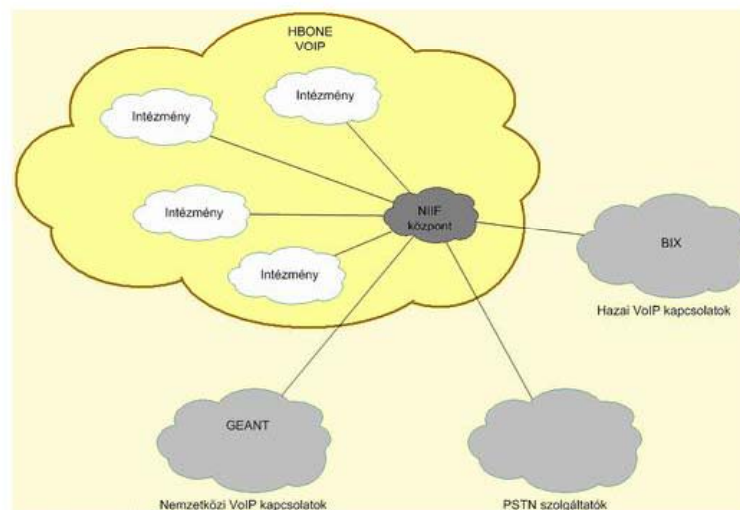 HBONE
VOIP
Intézmény
Intézmény
Intézmény
Intézmény
NIIF
központ
BIX
Hazai VoIP kapcsolatok
GEANT
Nemzetközi VoIP kapcsolatok
PSTN szolgáltatók